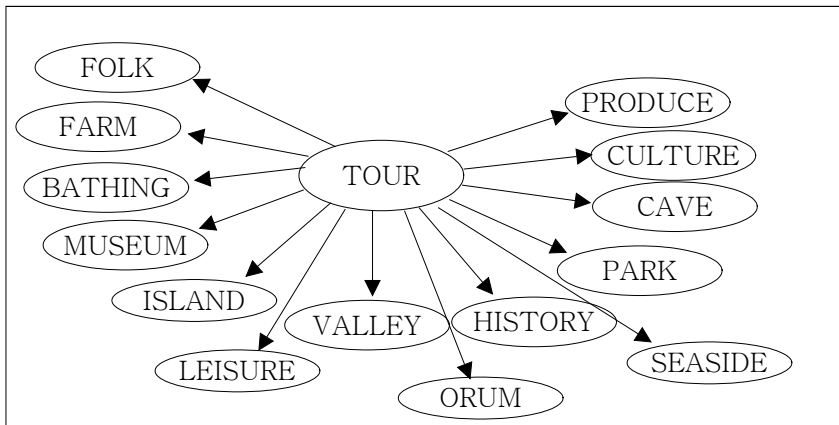 FOLK
PRODUCE
FARM
CULTURE
TOUR
BATHING
CAVE
MUSEUM
PARK
ISLAND
VALLEY
HISTORY
LEISURE
SEASIDE
ORUM